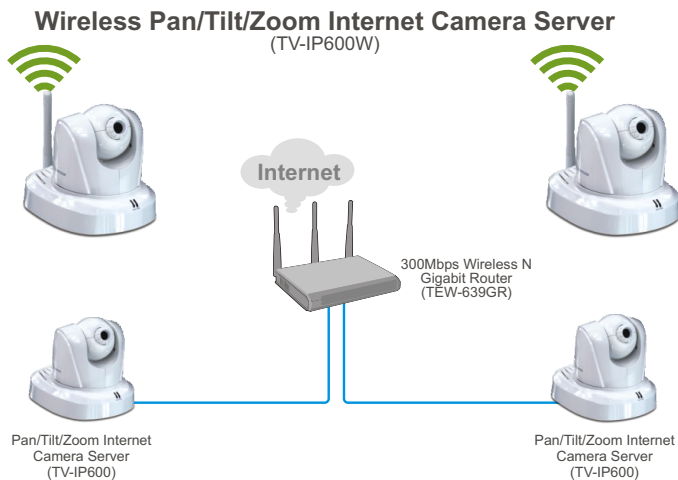 Wireless Pan/Tilt/Zoom Internet Camera Server
(TV-IP600W)
Internet
300Mbps Wireless N
Gigabit Router
(TEW-639GR)
Pan/Tilt/Zoom Internet
Camera Server
(TV-IP600)
Pan/Tilt/Zoom Internet
Camera Server
(TV-IP600)